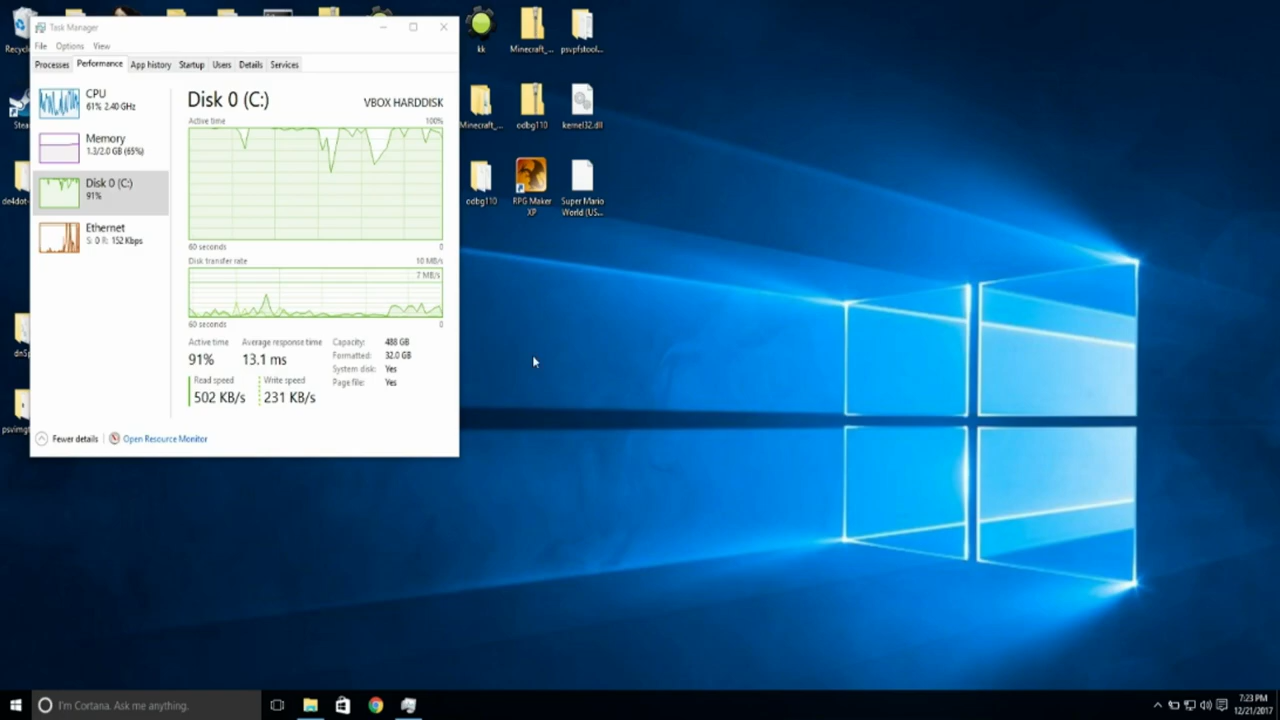 Task Manager
File Options View
Processes Performance App history Startup Users Details Services
CPU
61% 2.40 GHz
Memory
1.3/2.0 GB (65%)
Disk 0 (C:)
91%
Ethernet
S: 0 R: 152 Kbps
Disk 0 (C:) VBOX HARDDISK
Active time 100%
60 seconds 0
Disk transfer rate 10 MB/s
7 MB/s
60 seconds 0
Active time Average response time
91% 13.1 ms
Read speed Write speed
502 KB/s 231 KB/s
Capacity: 488 GB
Formatted: 32.0 GB
System disk: Yes
Page file: Yes
Fewer details Open Resource Monitor
Recycl
Stea
de4dot-
dnSp
psvimgt
kk
Minecraft_...
psvpfstool...
Minecraft_...
odbg110
kernel32.dll
odbg110
RPG Maker
XP
Super Mario
World (US...
I'm Cortana. Ask me anything.
7:23 PM
12/21/2017